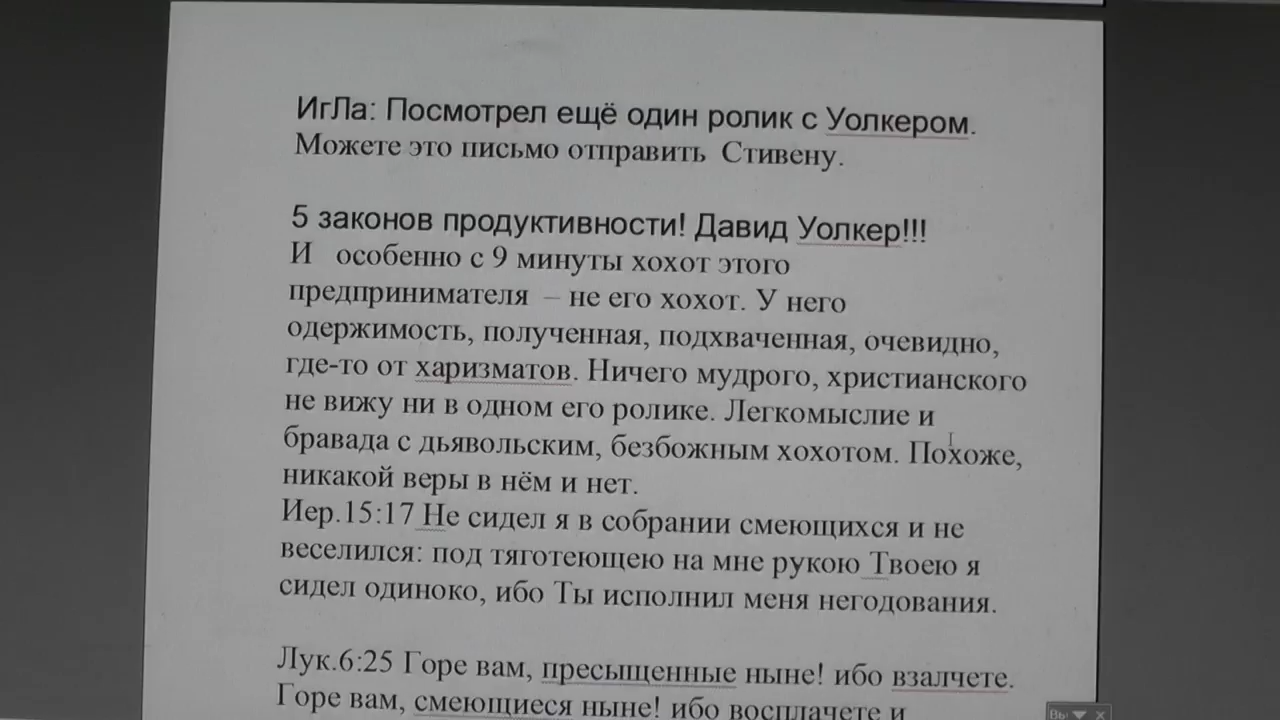 ИгЛа: Посмотрел ещё один ролик с Уолкером.
Можете это письмо отправить Стивену.
5 законов продуктивности! Давид Уолкер!!!
И особенно с 9 минуты хохот этого
предпринимателя – не его хохот. У него
одержимость, полученная, подхваченная, очевидно,
где-то от харизматов. Ничего мудрого, христианского
не вижу ни в одном его ролике. Легкомыслие и
бравада с дьявольским, безбожным хохотом. Похоже,
никакой веры в нём и нет.
Иер.15:17 Не сидел я в собрании смеющихся и не
веселился: под тяготеющею на мне рукою Твоею я
сидел одиноко, ибо Ты исполнил меня негодования.
Лук.6:25 Горе вам, пресыщенные ныне! ибо взалчете.
Горе вам, смеющиеся ныне! ибо восплачете и